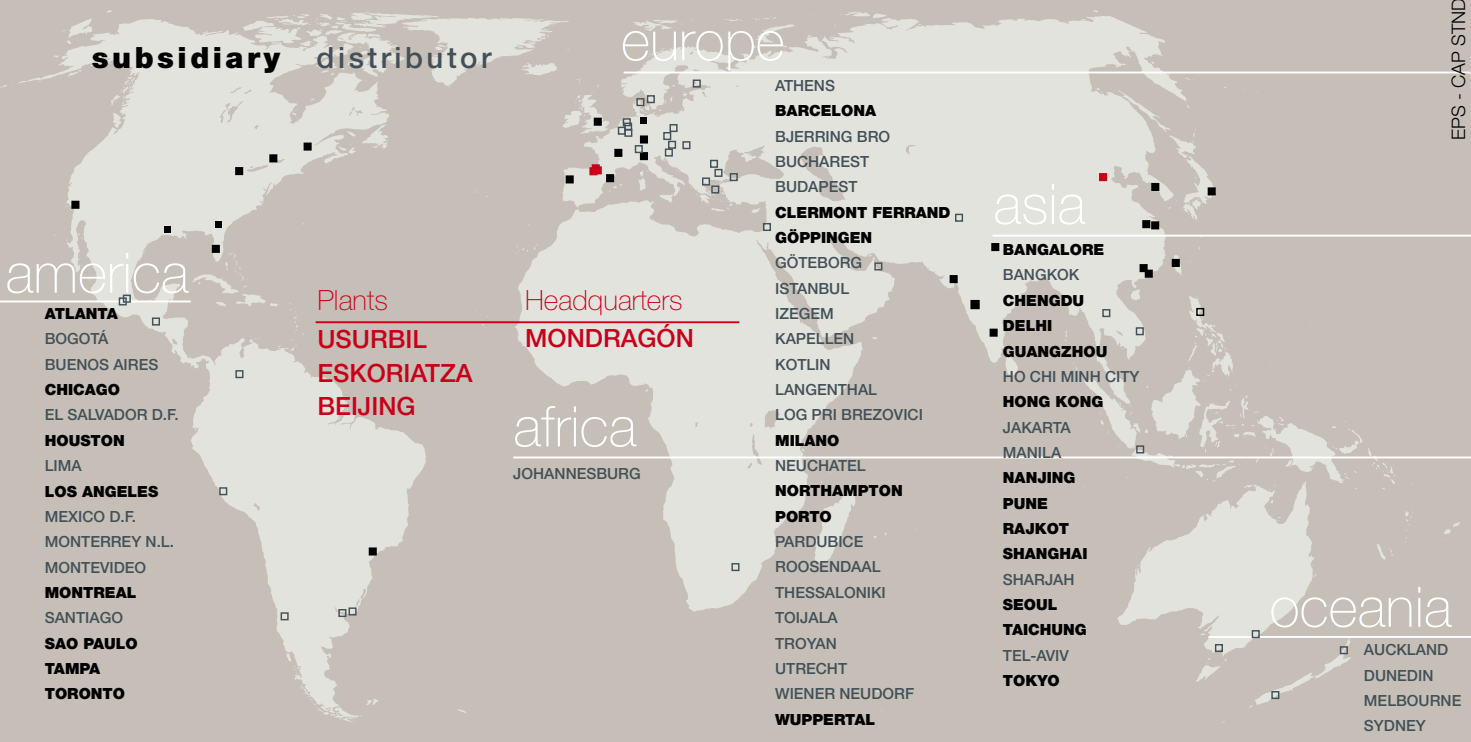 subsidiary distributor
EPS - CAP STND
europe
ATHENS
BARCELONA
BJERRING BRO
BUCHAREST
BUDAPEST
CLERMONT FERRAND
GÖPPINGEN
GÖTEBORG
ISTANBUL
IZEGEM
KAPELLEN
KOTLIN
LANGENTHAL
LOG PRI BREZOVICI
MILANO
NEUCHATEL
NORTHAMPTON
PORTO
PARDUBICE
ROOSENDAAL
THESSALONIKI
TOIJALA
TROYAN
UTRECHT
WIENER NEUDORF
WUPPERTAL
asia
BANGALORE
BANGKOK
CHENGDU
DELHI
GUANGZHOU
HO CHI MINH CITY
HONG KONG
JAKARTA
MANILA
NANJING
PUNE
RAJKOT
SHANGHAI
SHARJAH
SEOUL
TAICHUNG
TEL-AVIV
TOKYO
america
ATLANTA
BOGOTÁ
BUENOS AIRES
CHICAGO
EL SALVADOR D.F.
HOUSTON
LIMA
LOS ANGELES
MEXICO D.F.
MONTERREY N.L.
MONTEVIDEO
MONTREAL
SANTIAGO
SAO PAULO
TAMPA
TORONTO
Plants
USURBIL
ESKORIATZA
BEIJING
Headquarters
MONDRAGÓN
africa
JOHANNESBURG
oceania
AUCKLAND
DUNEDIN
MELBOURNE
SYDNEY